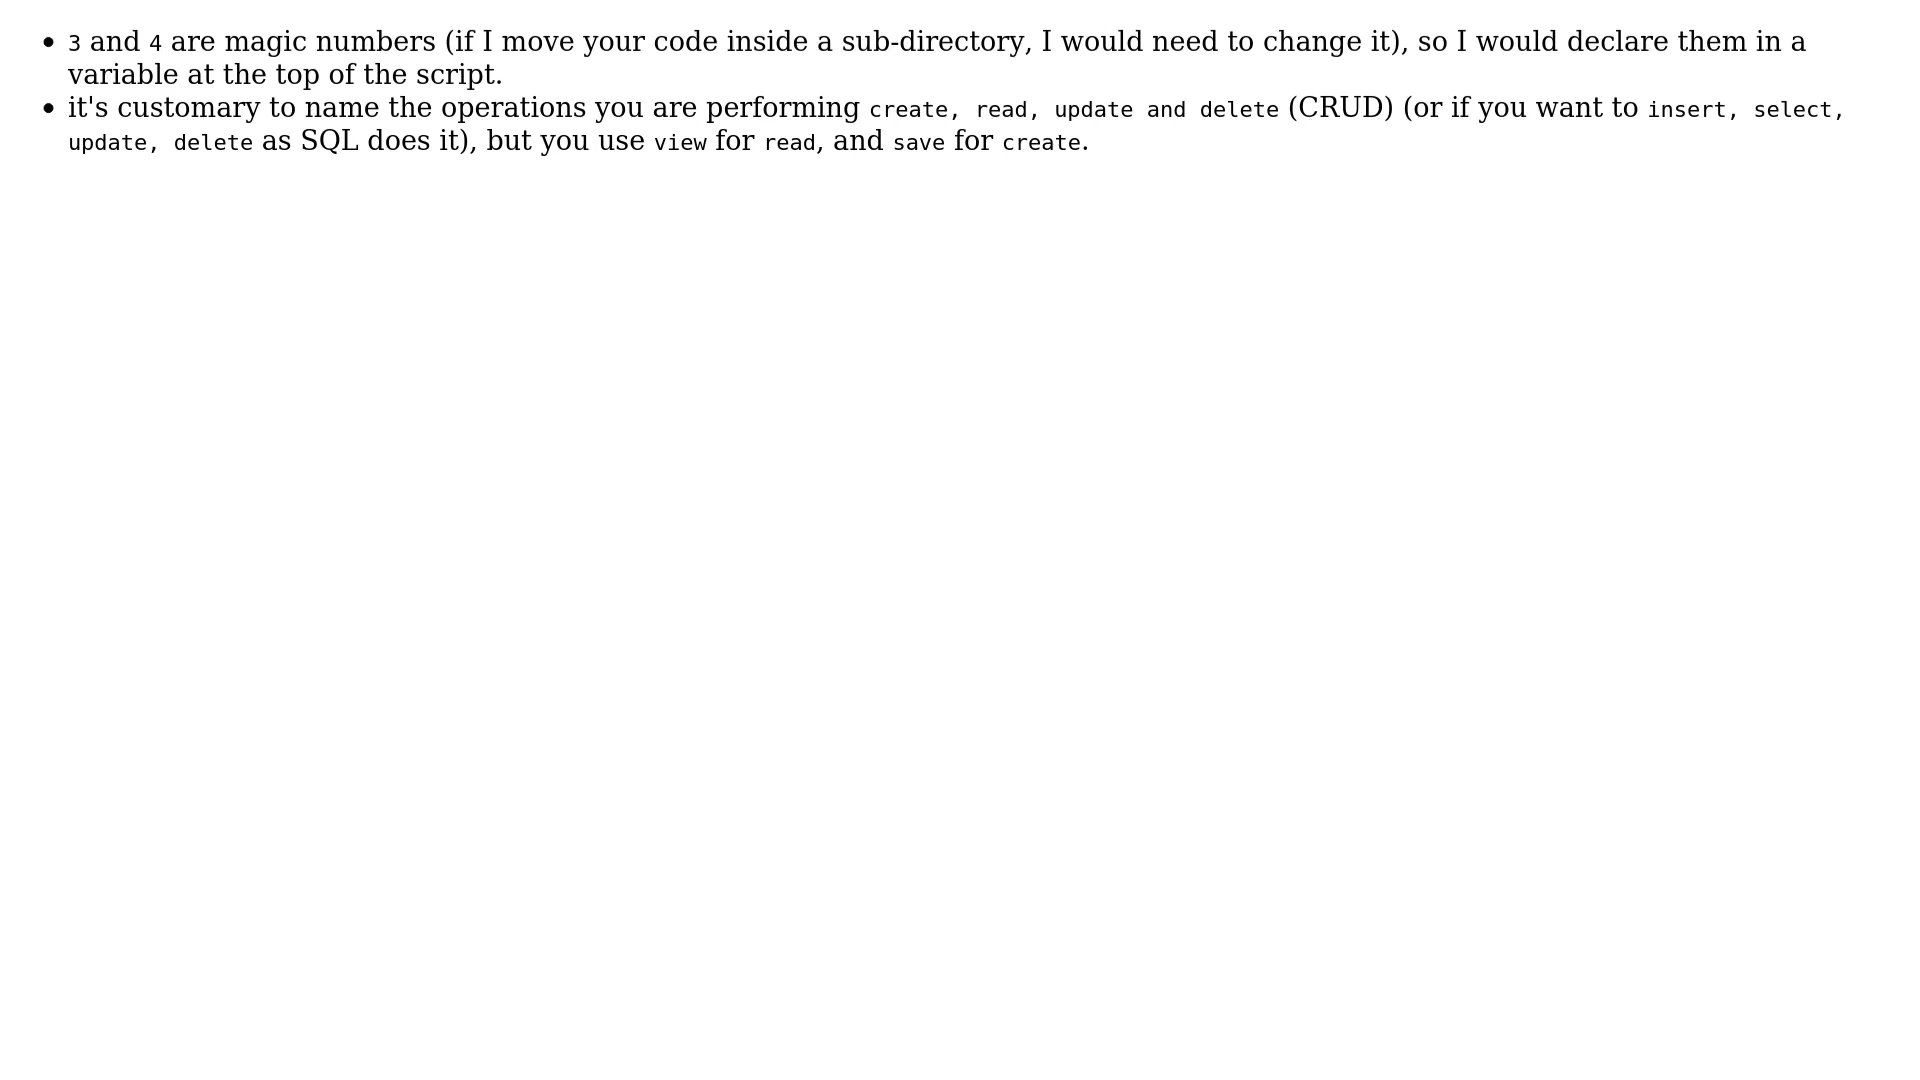 • 3 and 4 are magic numbers (if I move your code inside a sub-directory, I would need to change it), so I would declare them in a
variable at the top of the script.
• it's customary to name the operations you are performing create, read, update and delete (CRUD) (or if you want to insert, select,
update, delete as SQL does it), but you use view for read, and save for create.